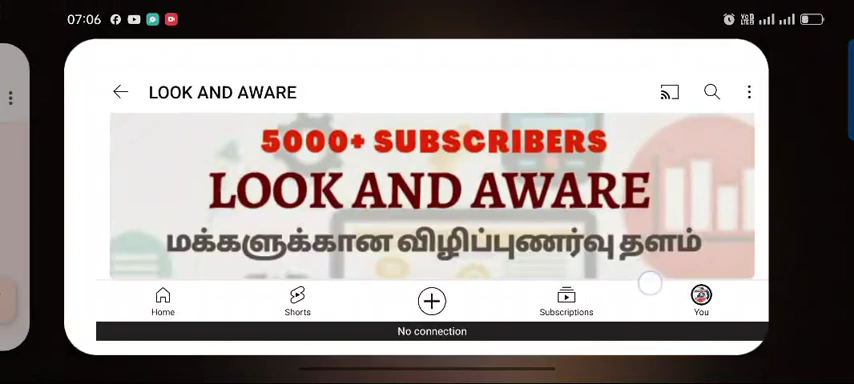 07:06
LOOK AND AWARE
5000+ SUBSCRIBERS
LOOK AND AWARE
மக்களுக்கான விழிப்புணர்வு தளம்
Home
Shorts
Subscriptions
You
No connection